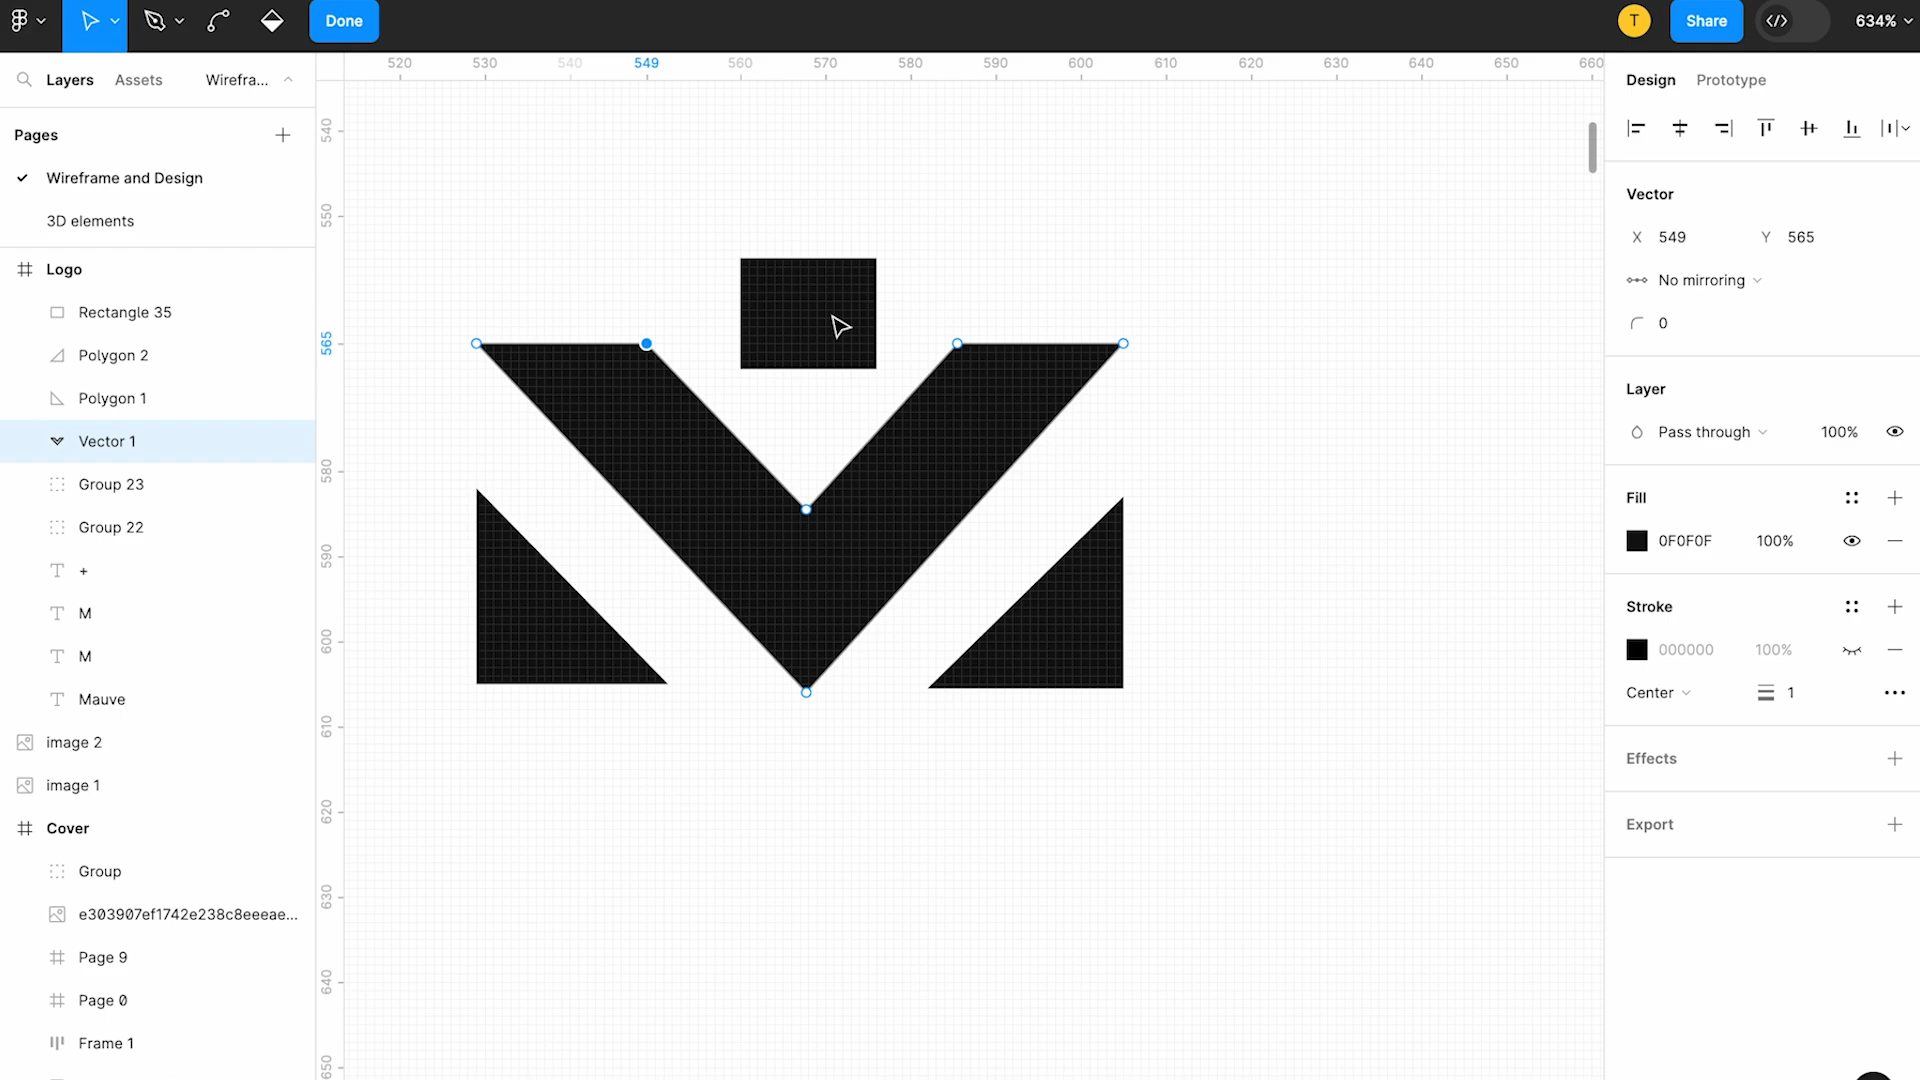 Done
T
Share
634%
Layers
Assets
Wirefra...
520
530
540
549
560
570
580
590
600
610
620
630
640
650
660
Design
Prototype
Pages
Wireframe and Design
3D elements
Logo
Rectangle 35
Polygon 2
Polygon 1
Vector 1
Group 23
Group 22
+
M
M
Mauve
image 2
image 1
Cover
Group
e303907ef1742e238c8eeeae...
Page 9
Page 0
Frame 1
540
550
565
580
590
600
610
620
630
640
650
Vector
X 549
Y 565
No mirroring
0
Layer
Pass through
100%
Fill
0F0F0F
100%
Stroke
000000
100%
Center
1
Effects
Export